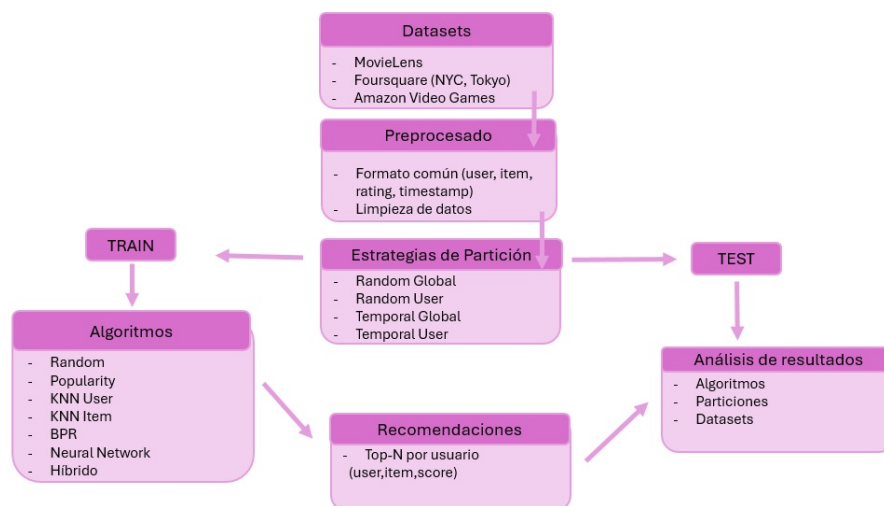 Datasets
- MovieLens
- Foursquare (NYC, Tokyo)
- Amazon Video Games
Preprocesado
- Formato común (user, item,
rating, timestamp)
- Limpieza de datos
TRAIN
Estrategias de Partición
- Random Global
- Random User
- Temporal Global
- Temporal User
TEST
Algoritmos
- Random
- Popularity
- KNN User
- KNN Item
- BPR
- Neural Network
- Híbrido
Recomendaciones
- Top-N por usuario
(user,item,score)
Análisis de resultados
- Algoritmos
- Particiones
- Datasets